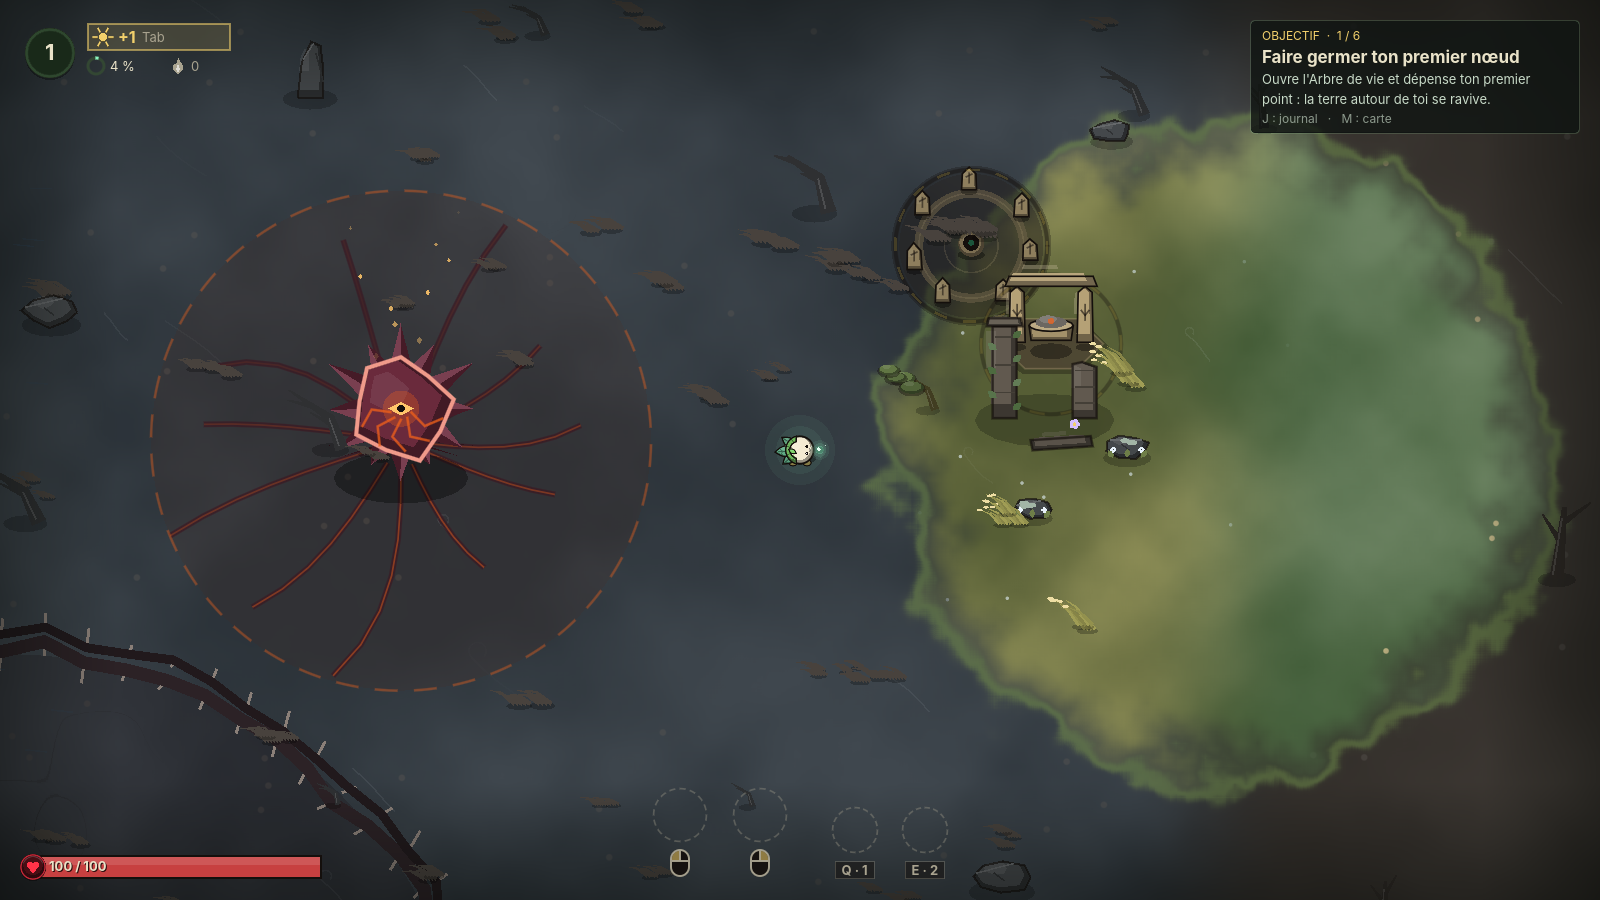 1
+1 Tab
4 % 0
OBJECTIF · 1 / 6
Faire germer ton premier nœud
Ouvre l'Arbre de vie et dépense ton premier
point : la terre autour de toi se ravive.
J : journal · M : carte
100 / 100
Q · 1 E · 2